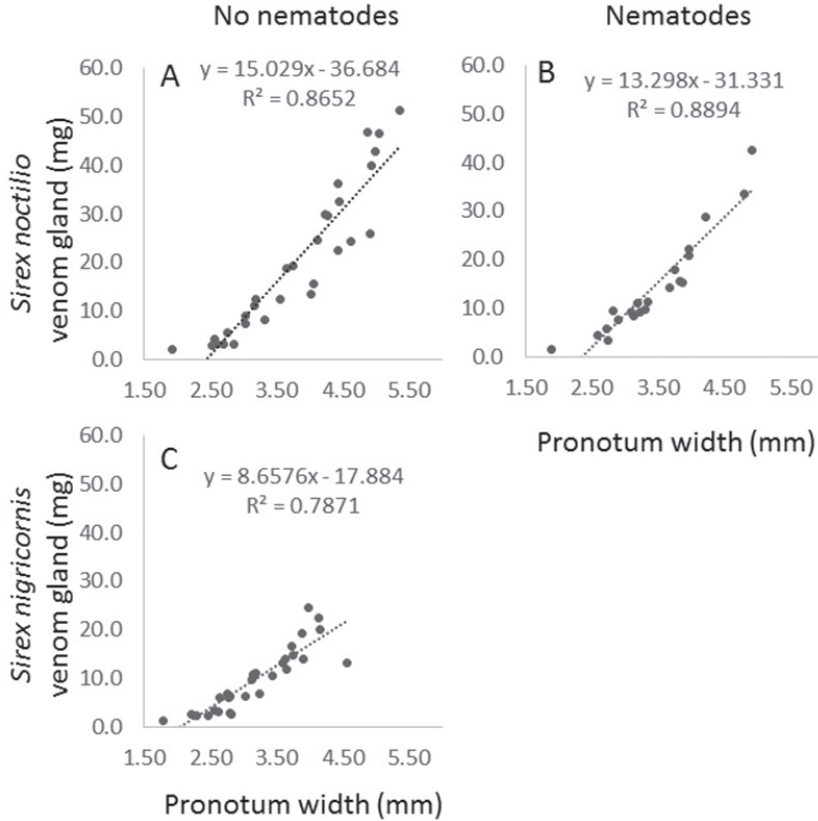 No nematodes
Nematodes
A
y = 15.029x - 36.684
R² = 0.8652
60.0
50.0
40.0
30.0
20.0
10.0
0.0
1.50 2.50 3.50 4.50 5.50
Sirex noctilio
venom gland (mg)
B
y = 13.298x - 31.331
R² = 0.8894
60.0
50.0
40.0
30.0
20.0
10.0
0.0
1.50 2.50 3.50 4.50 5.50
Pronotum width (mm)
C
y = 8.6576x - 17.884
R² = 0.7871
60.0
50.0
40.0
30.0
20.0
10.0
0.0
1.50 2.50 3.50 4.50 5.50
Sirex nigricornis
venom gland (mg)
Pronotum width (mm)